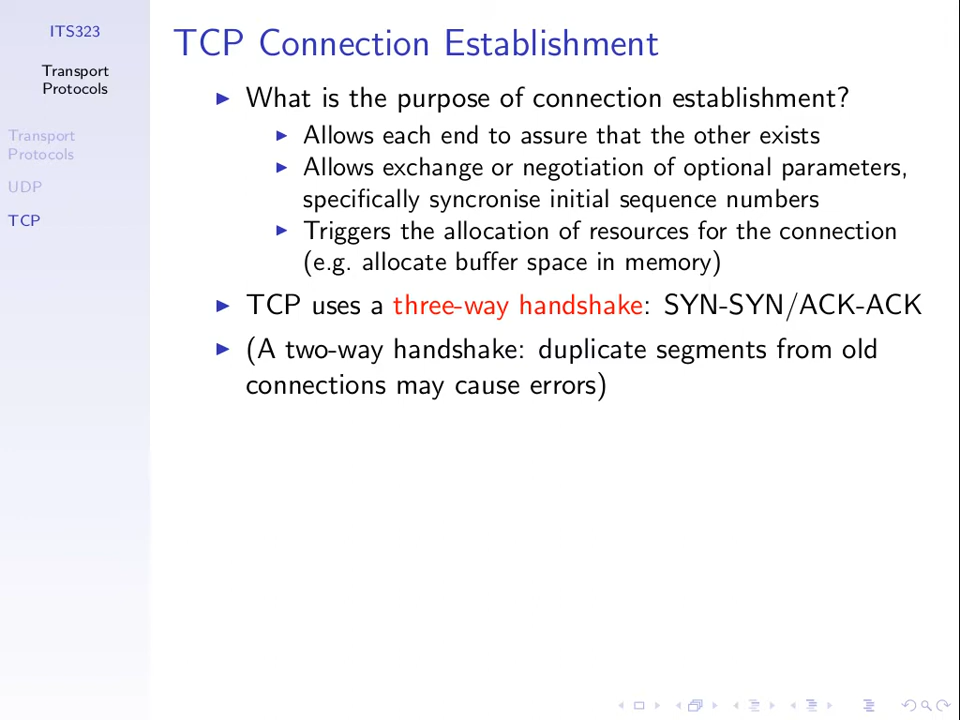 ITS323
Transport
Protocols
Transport
Protocols
UDP
TCP
TCP Connection Establishment
What is the purpose of connection establishment?
Allows each end to assure that the other exists
Allows exchange or negotiation of optional parameters,
specifically syncronise initial sequence numbers
Triggers the allocation of resources for the connection
(e.g. allocate buffer space in memory)
TCP uses a three-way handshake: SYN-SYN/ACK-ACK
(A two-way handshake: duplicate segments from old
connections may cause errors)